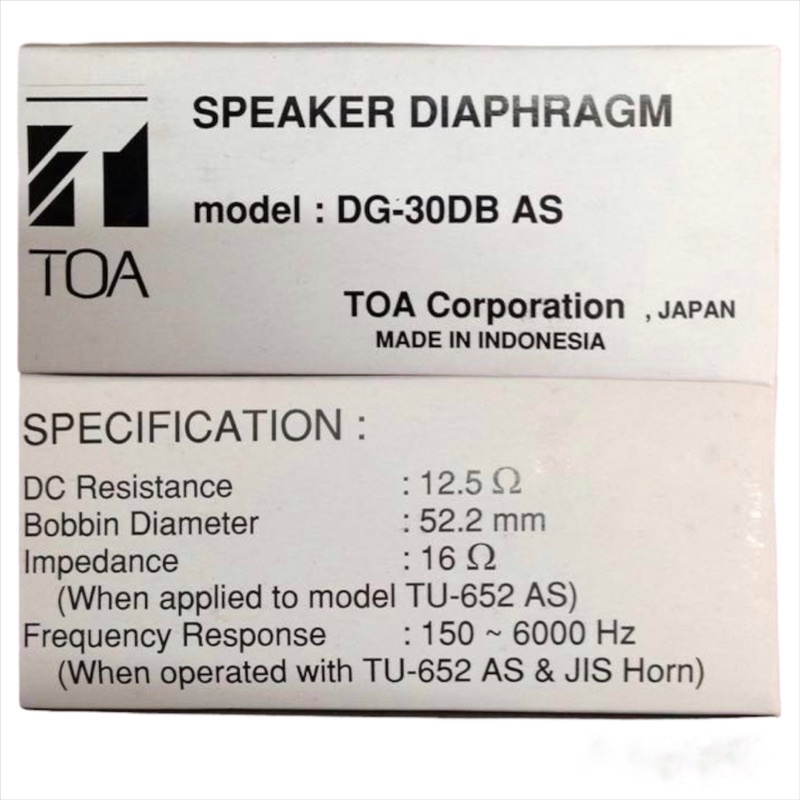 SPEAKER DIAPHRAGM
model : DG-30DB AS
TOA
TOA Corporation , JAPAN
MADE IN INDONESIA
SPECIFICATION :
DC Resistance : 12.5 Ω
Bobbin Diameter : 52.2 mm
Impedance : 16 Ω
(When applied to model TU-652 AS)
Frequency Response : 150 ~ 6000 Hz
(When operated with TU-652 AS & JIS Horn)